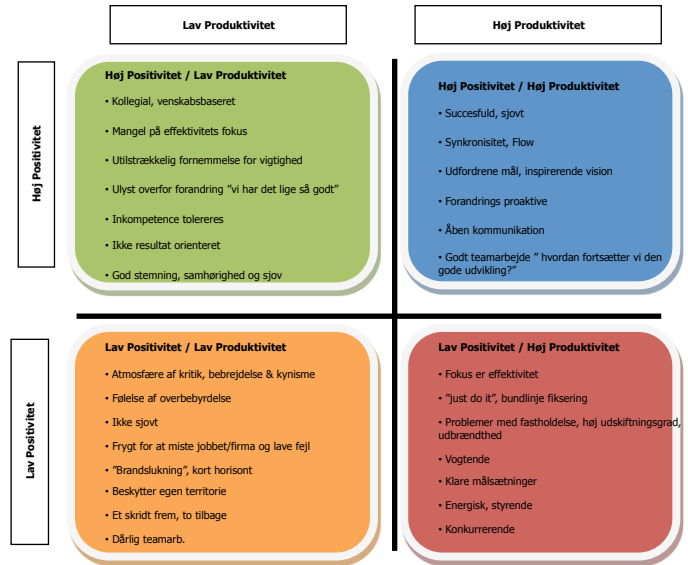 Lav Produktivitet
Høj Produktivitet
Høj Positivitet
Høj Positivitet / Lav Produktivitet
• Kollegial, venskabsbaseret
• Mangel på effektivitets fokus
• Utilstrækkelig fornemmelse for vigtighed
• Ulyst overfor forandring "vi har det lige så godt"
• Inkompetence tolereres
• Ikke resultat orienteret
• God stemning, samhørighed og sjov
Høj Positivitet / Høj Produktivitet
• Succesfuld, sjovt
• Synkronisitet, Flow
• Udfordrene mål, inspirerende vision
• Forandrings proaktive
• Åben kommunikation
• Godt teamarbejde " hvordan fortsætter vi den
gode udvikling?"
Lav Positivitet
Lav Positivitet / Lav Produktivitet
• Atmosfære af kritik, bebrejdelse & kynisme
• Følelse af overbebyrdelse
• Ikke sjovt
• Frygt for at miste jobbet/firma og lave fejl
• "Brandslukning", kort horisont
• Beskytter egen territorie
• Et skridt frem, to tilbage
• Dårlig teamarb.
Lav Positivitet / Høj Produktivitet
• Fokus er effektivitet
• "just do it", bundlinje fiksering
• Problemer med fastholdelse, høj udskiftningsgrad,
udbrændthed
• Vogtende
• Klare målsætninger
• Energisk, styrende
• Konkurrerende